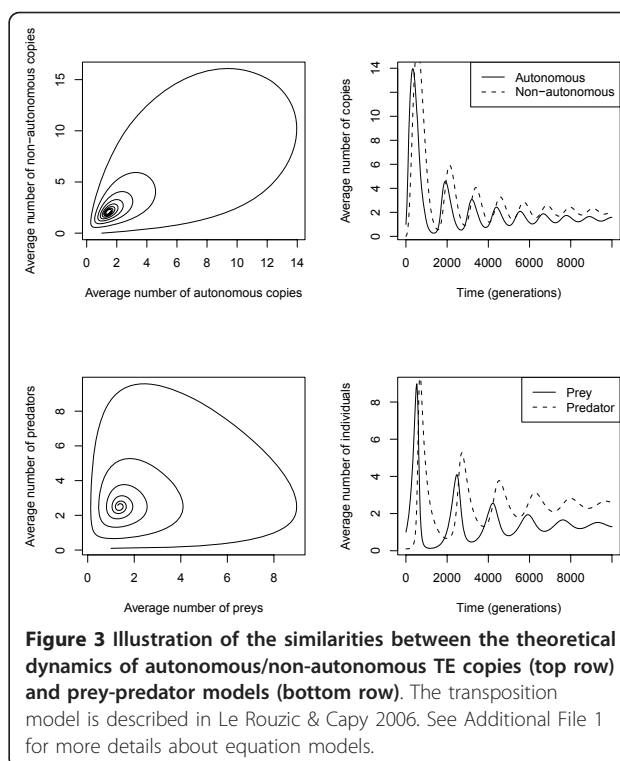 Average number of non−autonomous copies
15
10
5
0
0 2 4 6 8 10 12 14
Average number of autonomous copies
Average number of copies
14
12
10
8
6
4
2
0
Autonomous
Non−autonomous
0 2000 4000 6000 8000
Time (generations)
Average number of predators
8
6
4
2
0
0 2 4 6 8
Average number of preys
Average number of individuals
8
6
4
2
0
Prey
Predator
0 2000 4000 6000 8000
Time (generations)
Figure 3 Illustration of the similarities between the theoretical
dynamics of autonomous/non-autonomous TE copies (top row)
and prey-predator models (bottom row). The transposition
model is described in Le Rouzic & Capy 2006. See Additional File 1
for more details about equation models.